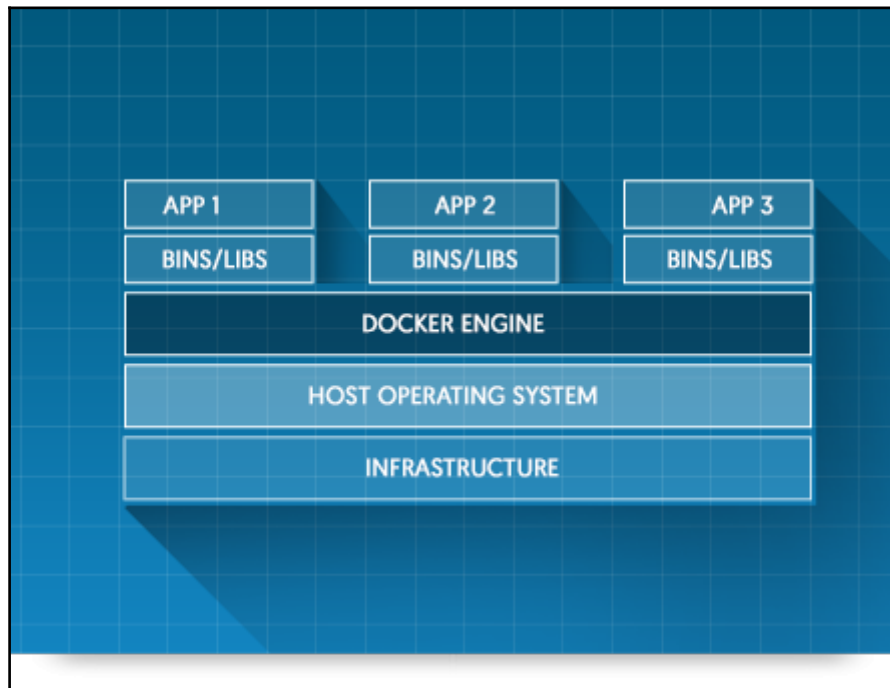 APP 1
APP 2
APP 3
BINS/LIBS
BINS/LIBS
BINS/LIBS
DOCKER ENGINE
HOST OPERATING SYSTEM
INFRASTRUCTURE